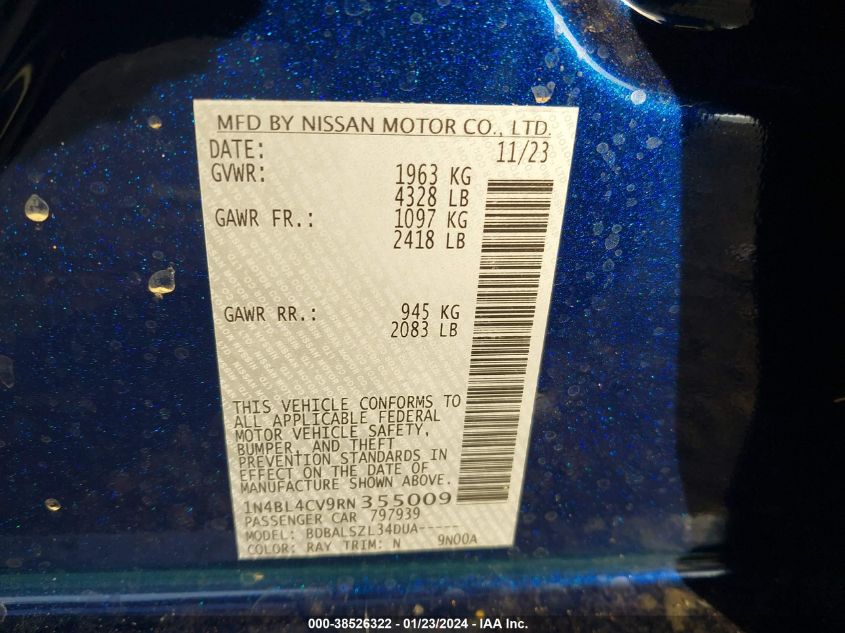 MFD BY NISSAN MOTOR CO., LTD.
DATE: 11/23
GVWR: 1963 KG
4328 LB
GAWR FR.: 1097 KG
2418 LB
GAWR RR.: 945 KG
2083 LB
THIS VEHICLE CONFORMS TO
ALL APPLICABLE FEDERAL
MOTOR VEHICLE SAFETY,
BUMPER, AND THEFT
PREVENTION STANDARDS IN
EFFECT ON THE DATE OF
MANUFACTURE SHOWN ABOVE.
1N4BL4CV9RN355009
PASSENGER CAR 797939
MODEL: BDBALSZL34DUA-----
COLOR: RAY TRIM: N 9N00A
000-38526322 - 01/23/2024 - IAA Inc.